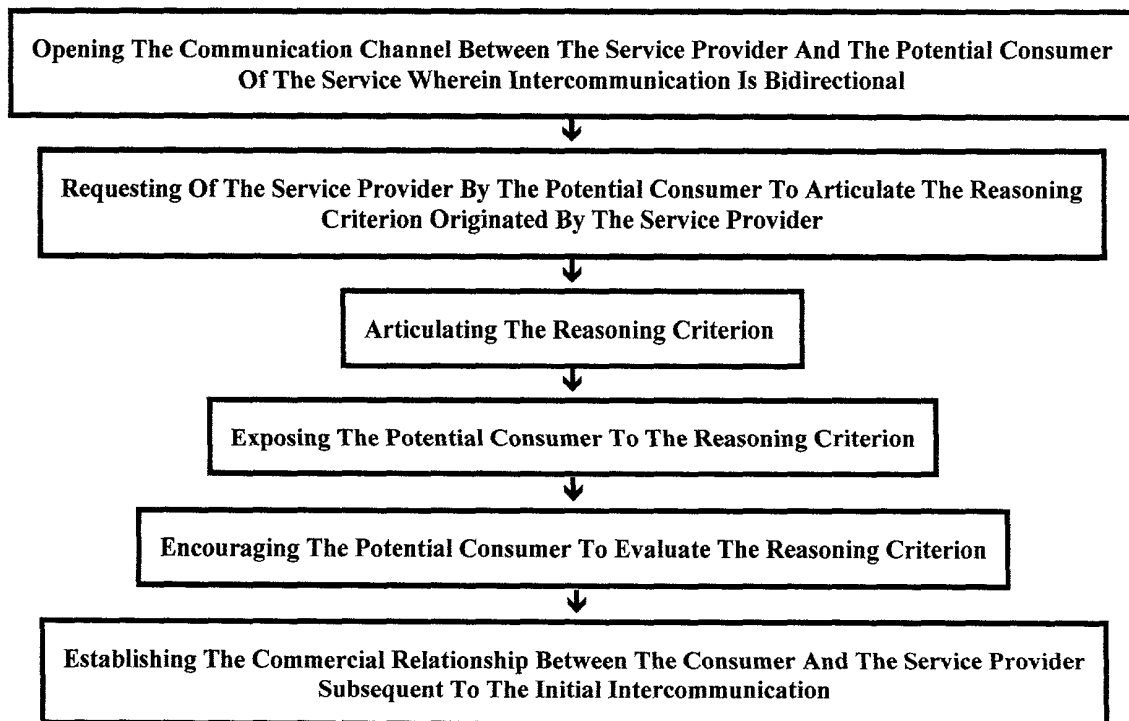 Opening The Communication Channel Between The Service Provider And The Potential Consumer
Of The Service Wherein Intercommunication Is Bidirectional
Requesting Of The Service Provider By The Potential Consumer To Articulate The Reasoning
Criterion Originated By The Service Provider
Articulating The Reasoning Criterion
Exposing The Potential Consumer To The Reasoning Criterion
Encouraging The Potential Consumer To Evaluate The Reasoning Criterion
Establishing The Commercial Relationship Between The Consumer And The Service Provider
Subsequent To The Initial Intercommunication